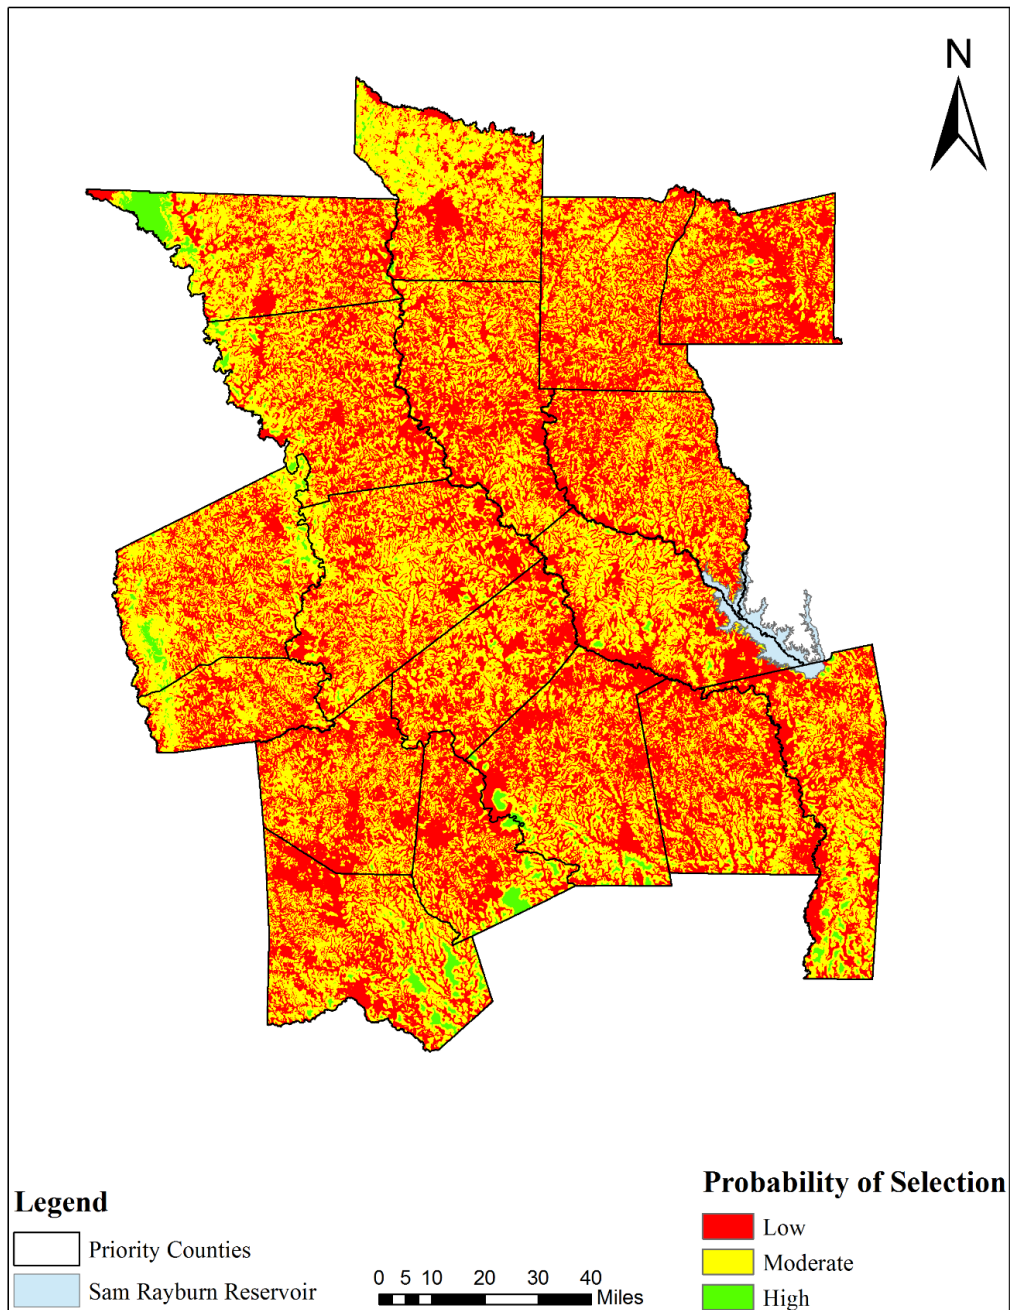 N
Legend
Priority Counties
Sam Rayburn Reservoir
0 5 10 20 30 40
Miles
Probability of Selection
Low
Moderate
High